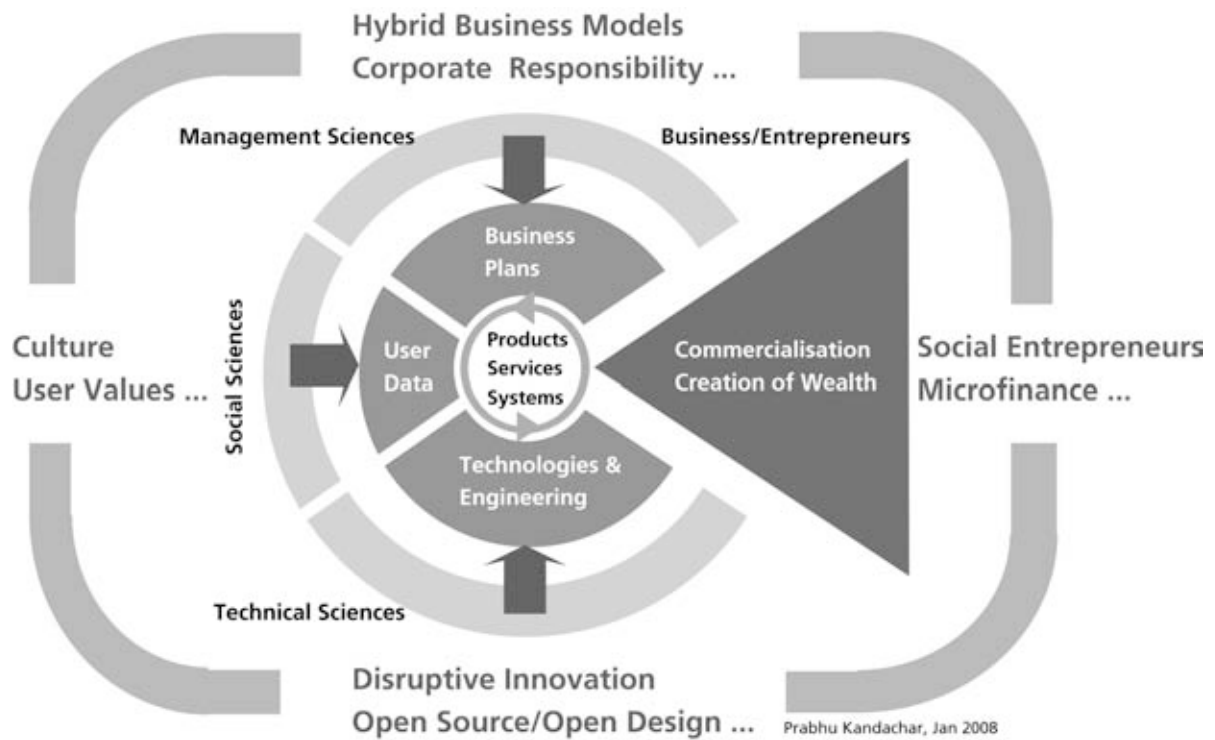 Hybrid Business Models
Corporate Responsibility ...
Management Sciences
Business/Entrepreneurs
Business
Plans
Culture
User Values ...
Social Sciences
User
Data
Products
Services
Systems
Commercialisation
Creation of Wealth
Social Entrepreneurs
Microfinance ...
Technologies &
Engineering
Technical Sciences
Disruptive Innovation
Open Source/Open Design ...
Prabhu Kandachar, Jan 2008